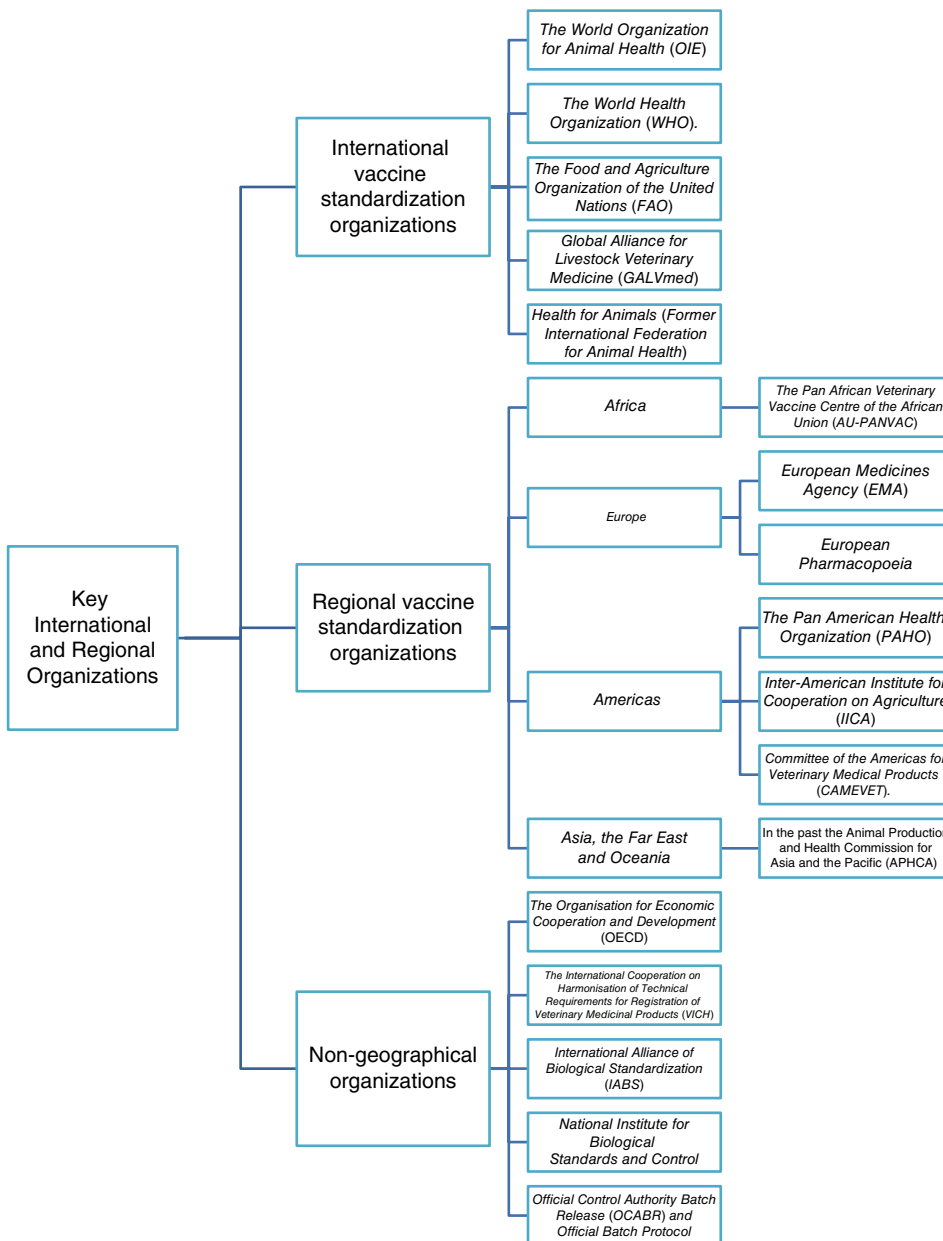 Key
International
and Regional
Organizations
International
vaccine
standardization
organizations
The World Organization
for Animal Health (OIE)
The World Health
Organization (WHO).
The Food and Agriculture
Organization of the United
Nations (FAO)
Global Alliance for
Livestock Veterinary
Medicine (GALVmed)
Health for Animals (Former
International Federation
for Animal Health)
Regional vaccine
standardization
organizations
Africa
The Pan African Veterinary
Vaccine Centre of the African
Union (AU-PANVAC)
Europe
European Medicines
Agency (EMA)
European
Pharmacopoeia
Americas
The Pan American Health
Organization (PAHO)
Inter-American Institute for
Cooperation on Agriculture
(IICA)
Committee of the Americas for
Veterinary Medical Products
(CAMEVET).
Asia, the Far East
and Oceania
In the past the Animal Production
and Health Commission for
Asia and the Pacific (APHCA)
Non-geographical
organizations
The Organisation for Economic
Cooperation and Development
(OECD)
The International Cooperation on
Harmonisation of Technical
Requirements for Registration of
Veterinary Medicinal Products (VICH)
International Alliance of
Biological Standardization
(IABS)
National Institute for
Biological
Standards and Control
Official Control Authority Batch
Release (OCABR) and
Official Batch Protocol